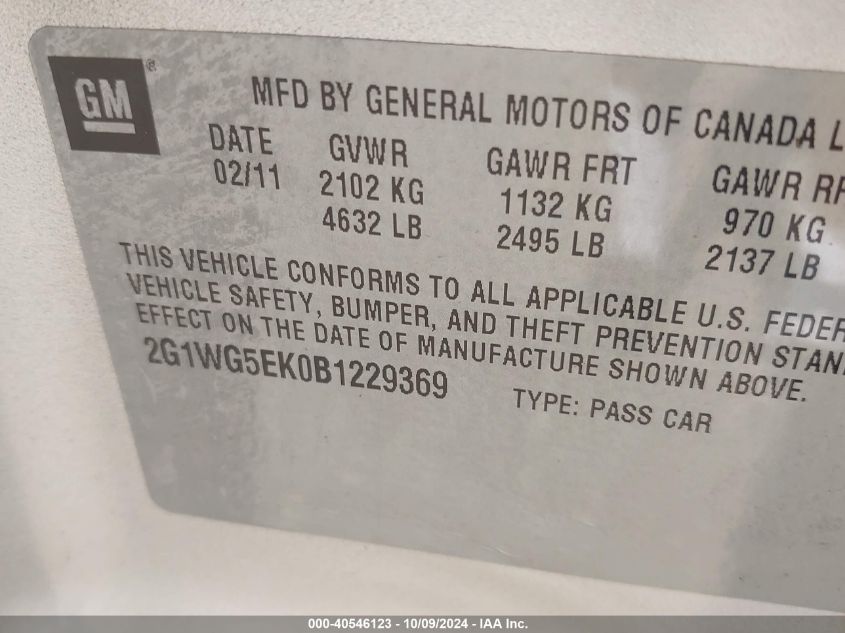 GM ®
MFD BY GENERAL MOTORS OF CANADA L
DATE GVWR GAWR FRT GAWR RR
02/11 2102 KG 1132 KG 970 KG
4632 LB 2495 LB 2137 LB
THIS VEHICLE CONFORMS TO ALL APPLICABLE U.S. FEDER
VEHICLE SAFETY, BUMPER, AND THEFT PREVENTION STAN
EFFECT ON THE DATE OF MANUFACTURE SHOWN ABOVE.
2G1WG5EK0B1229369 TYPE: PASS CAR
000-40546123 - 10/09/2024 - IAA Inc.